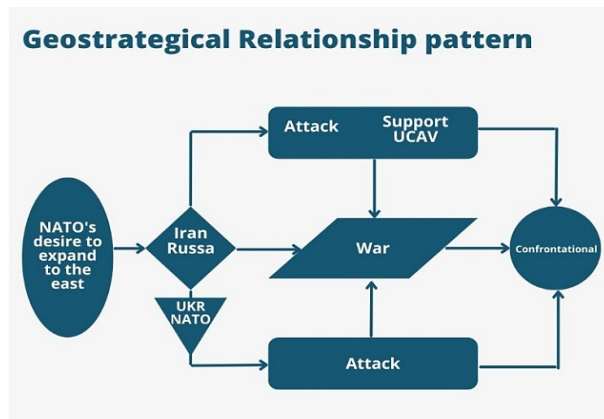 Geostrategical Relationship pattern
Attack
Support
UCAV
NATO's
desire to
expand
to the
east
Iran
Russa
War
Confrontational
UKR
NATO
Attack